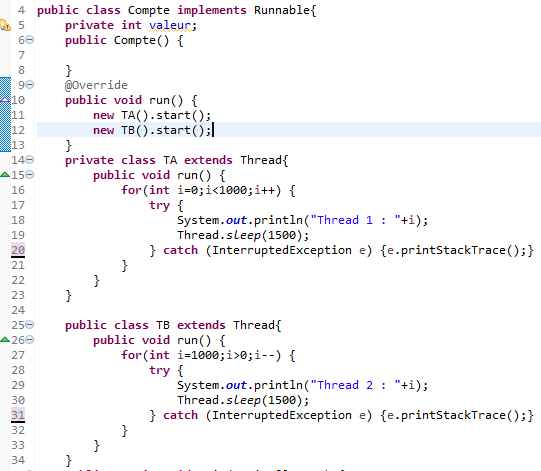 4 public class Compte implements Runnable{
5     private int valeur;
6     public Compte() {
7
8     }
9     @Override
10     public void run() {
11         new TA().start();
12         new TB().start();
13     }
14     private class TA extends Thread{
15         public void run() {
16             for(int i=0;i<1000;i++) {
17                 try {
18                     System.out.println("Thread 1 : "+i);
19                     Thread.sleep(1500);
20                 } catch (InterruptedException e) {e.printStackTrace();}
21             }
22         }
23     }
24
25     public class TB extends Thread{
26         public void run() {
27             for(int i=1000;i>0;i--) {
28                 try {
29                     System.out.println("Thread 2 : "+i);
30                     Thread.sleep(1500);
31                 } catch (InterruptedException e) {e.printStackTrace();}
32             }
33         }
34     }